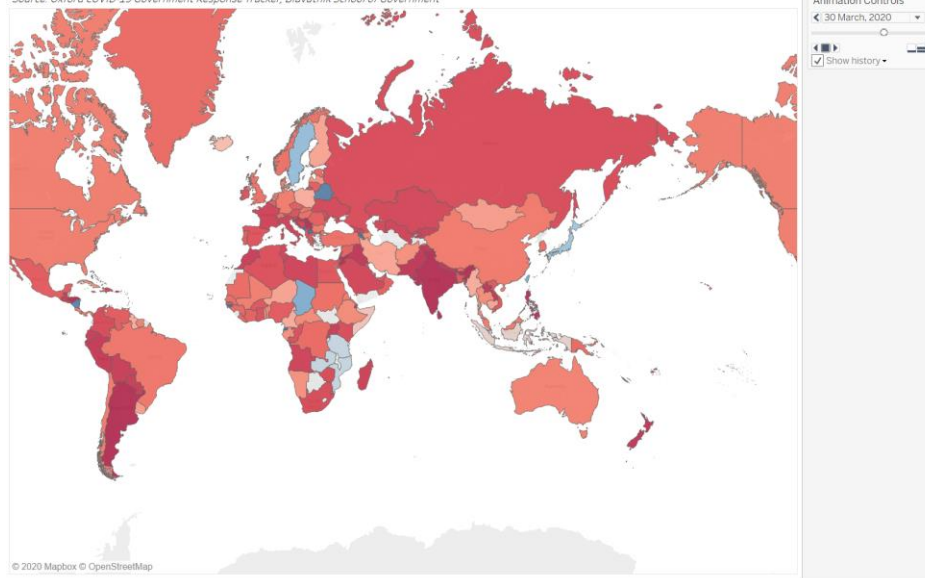 Source: Oxford COVID-19 Government Response Tracker, Blavatnik School of Government
Animation Controls
30 March, 2020
Show history
© 2020 Mapbox © OpenStreetMap